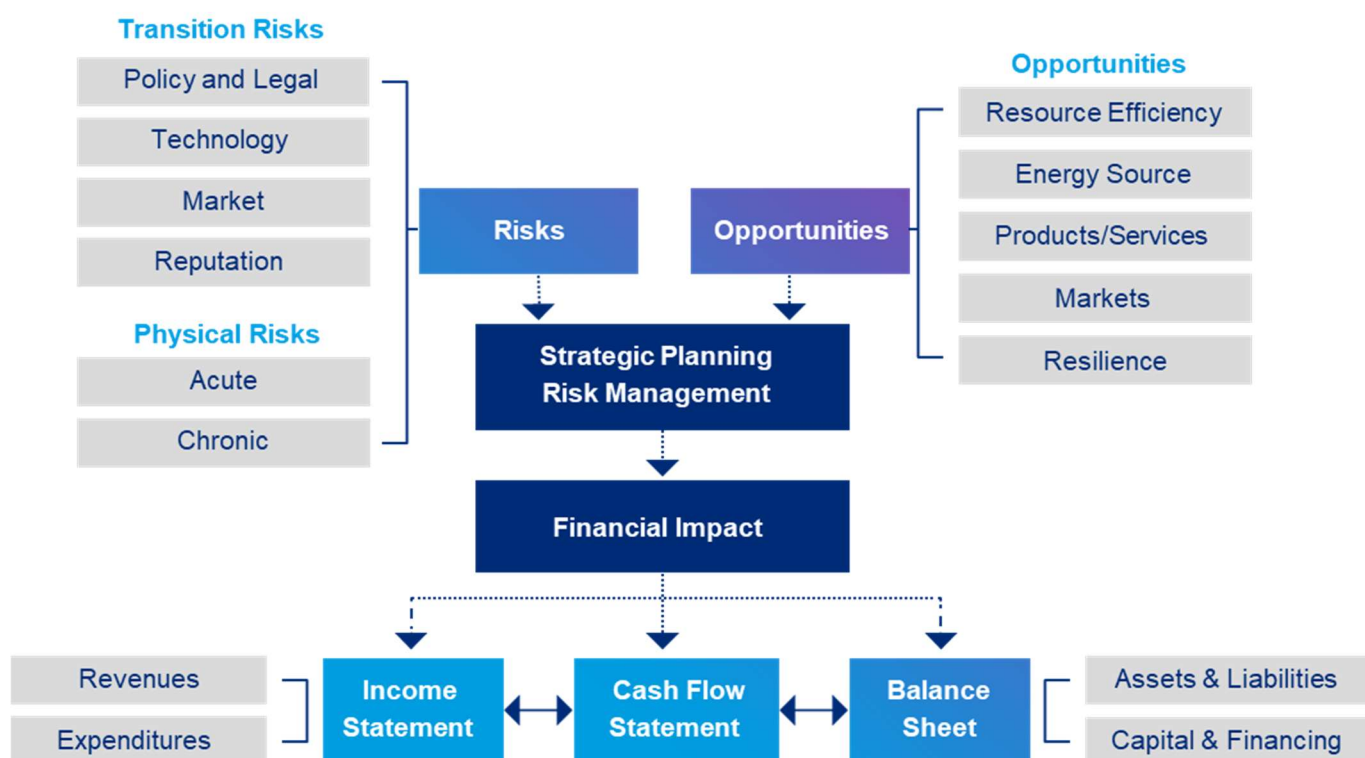 Transition Risks
Policy and Legal
Technology
Market
Reputation
Physical Risks
Acute
Chronic
Risks
Opportunities
Opportunities
Resource Efficiency
Energy Source
Products/Services
Markets
Resilience
Strategic Planning
Risk Management
Financial Impact
Revenues
Expenditures
Income
Statement
Cash Flow
Statement
Balance
Sheet
Assets & Liabilities
Capital & Financing